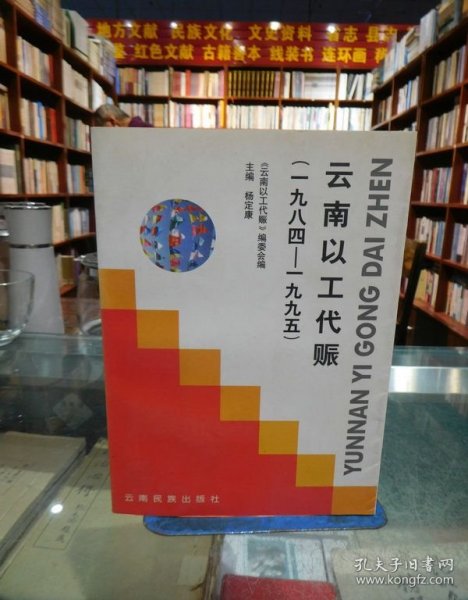 地方文献 民族文化 文史资料 省志 县
红色文献 古籍善本 线装书 连环画
云南以工代赈
(一九八四—一九九五)
《云南以工代赈》编委会编
主编 杨定康
YUNNAN YI GONG DAI ZHEN
云南民族出版社
孔夫子旧书网
www.kongfz.com